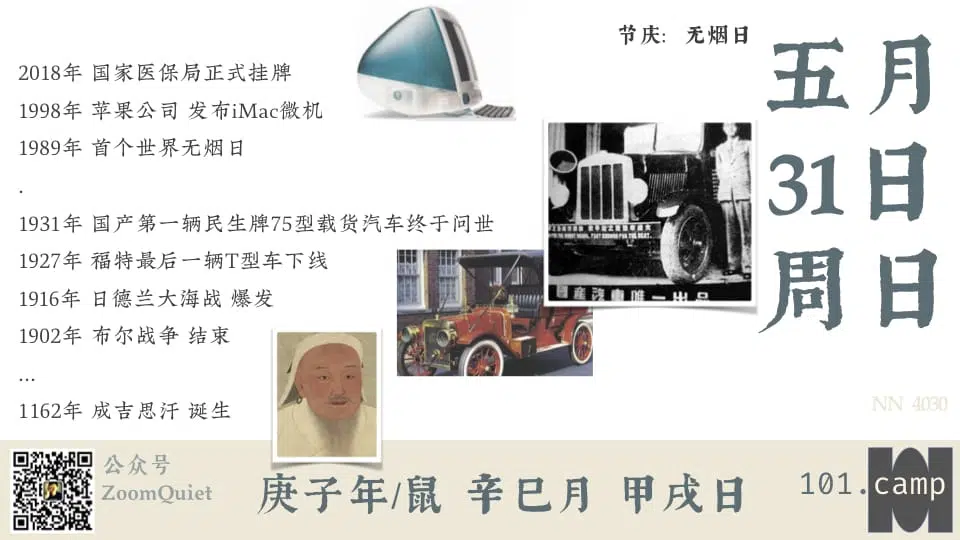 节庆: 无烟日
五月
31日
周日
2018年 国家医保局正式挂牌
1998年 苹果公司 发布iMac微机
1989年 首个世界无烟日
.
1931年 国产第一辆民生牌75型载货汽车终于问世
1927年 福特最后一辆T型车下线
1916年 日德兰大海战 爆发
1902年 布尔战争 结束
...
1162年 成吉思汗 诞生
國產汽車唯一出品
NN 4030
公众号
ZoomQuiet
庚子年/鼠 辛巳月 甲戌日
101.camp